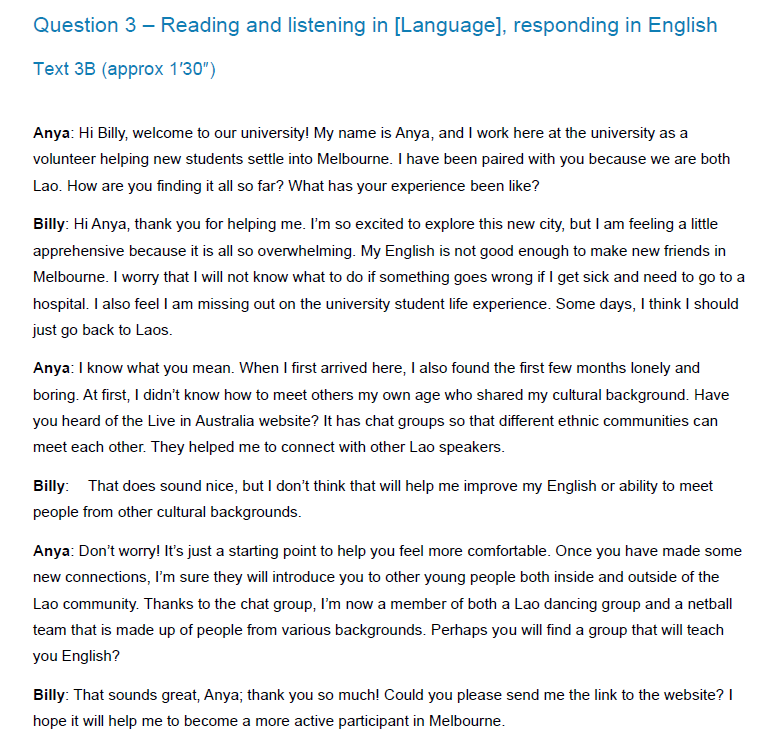 Question 3 – Reading and listening in [Language], responding in English
Text 3B (approx 1′30″)
Anya: Hi Billy, welcome to our university! My name is Anya, and I work here at the university as a
volunteer helping new students settle into Melbourne. I have been paired with you because we are both
Lao. How are you finding it all so far? What has your experience been like?
Billy: Hi Anya, thank you for helping me. I’m so excited to explore this new city, but I am feeling a little
apprehensive because it is all so overwhelming. My English is not good enough to make new friends in
Melbourne. I worry that I will not know what to do if something goes wrong if I get sick and need to go to a
hospital. I also feel I am missing out on the university student life experience. Some days, I think I should
just go back to Laos.
Anya: I know what you mean. When I first arrived here, I also found the first few months lonely and
boring. At first, I didn’t know how to meet others my own age who shared my cultural background. Have
you heard of the Live in Australia website? It has chat groups so that different ethnic communities can
meet each other. They helped me to connect with other Lao speakers.
Billy: That does sound nice, but I don’t think that will help me improve my English or ability to meet
people from other cultural backgrounds.
Anya: Don’t worry! It’s just a starting point to help you feel more comfortable. Once you have made some
new connections, I’m sure they will introduce you to other young people both inside and outside of the
Lao community. Thanks to the chat group, I’m now a member of both a Lao dancing group and a netball
team that is made up of people from various backgrounds. Perhaps you will find a group that will teach
you English?
Billy: That sounds great, Anya; thank you so much! Could you please send me the link to the website? I
hope it will help me to become a more active participant in Melbourne.